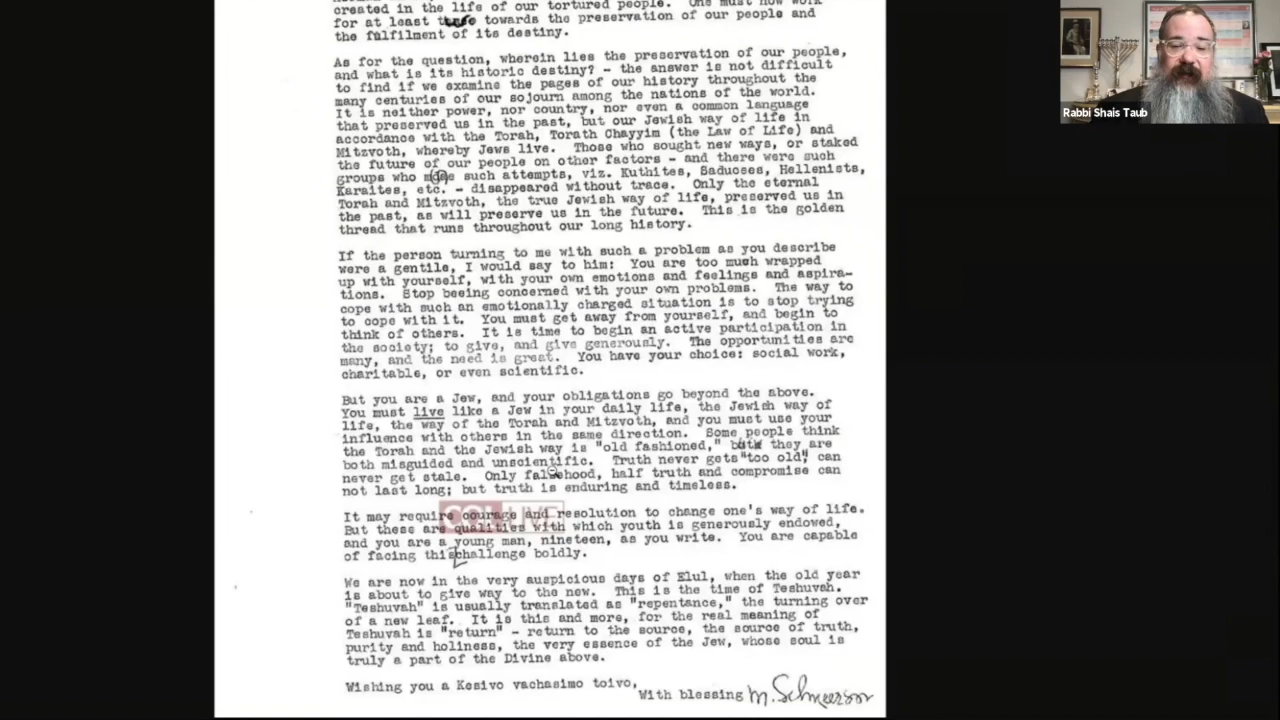 created in the life of our tortured people. One must now work
for at least towards the preservation of our people and
the fulfilment of its destiny.
As for the question, wherein lies the preservation of our people,
and what is its historic destiny? - the answer is not difficult
to find if we examine the pages of our history throughout the
many centuries of our sojourn among the nations of the world.
It is neither power, nor country, nor even a common language
that preserved us in the past, but our Jewish way of life in
accordance with the Torah, Torath Chayyim (the Law of Life) and
Mitzvoth, whereby Jews live. Those who sought new ways, or staked
the future of our people on other factors - and there were such
groups who made such attempts, viz. Kuthites, Saducees, Hellenists,
Karaites, etc. - disappeared without trace. Only the eternal
Torah and Mitzvoth, the true Jewish way of life, preserved us in
the past, as will preserve us in the future. This is the golden
thread that runs throughout our long history.
If the person turning to me with such a problem as you describe
were a gentile, I would say to him: You are too much wrapped
up with yourself, with your own emotions and feelings and aspira-
tions. Stop beeing concerned with your own problems. The way to
cope with such an emotionally charged situation is to stop trying
to cope with it. You must get away from yourself, and begin to
think of others. It is time to begin an active participation in
the society; to give, and give generously. The opportunities are
many, and the need is great. You have your choice: social work,
charitable, or even scientific.
But you are a Jew, and your obligations go beyond the above.
You must live like a Jew in your daily life, the Jewish way of
life, the way of the Torah and Mitzvoth, and you must use your
influence with others in the same direction. Some people think
the Torah and the Jewish way is "old fashioned," but they are
both misguided and unscientific. Truth never gets "too old", can
never get stale. Only falsehood, half truth and compromise can
not last long; but truth is enduring and timeless.
It may require courage and resolution to change one's way of life.
But these are qualities with which youth is generously endowed,
and you are a young man, nineteen, as you write. You are capable
of facing this challenge boldly.
We are now in the very auspicious days of Elul, when the old year
is about to give way to the new. This is the time of Teshuvah.
"Teshuvah" is usually translated as "repentance," the turning over
of a new leaf. It is this and more, for the real meaning of
Teshuvah is "return" - return to the source, the source of truth,
purity and holiness, the very essence of the Jew, whose soul is
truly a part of the Divine above.
Wishing you a Kesivo vachasimo toivo,
With blessing M. Schneerson
COLLIVE
Rabbi Shais Taub